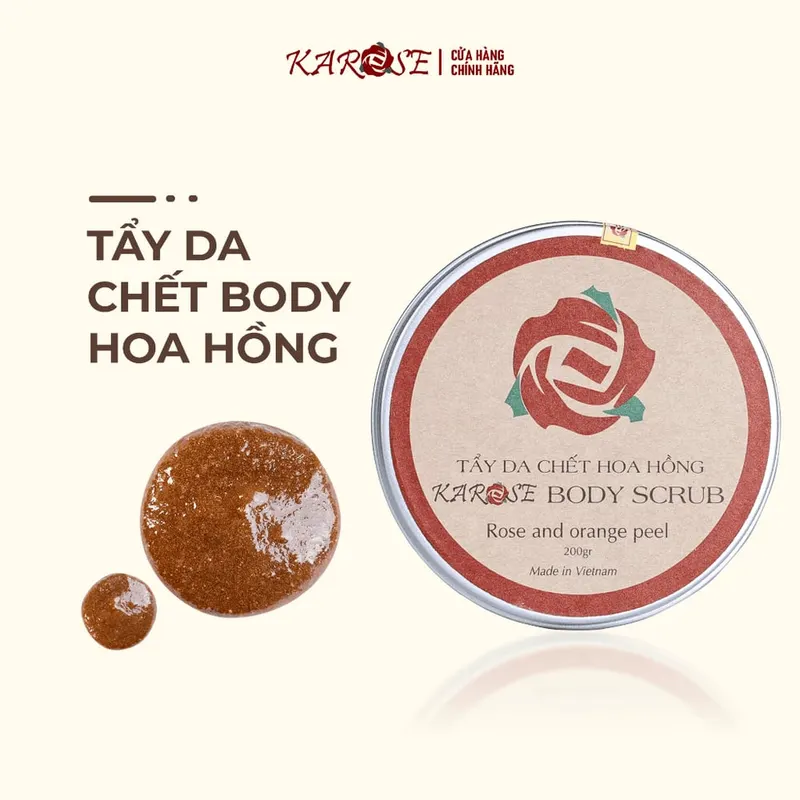 KAROSE
CỬA HÀNG
CHÍNH HÃNG
TẨY DA
CHẾT BODY
HOA HỒNG
TẨY DA CHẾT HOA HỒNG
KAROSE BODY SCRUB
Rose and orange peel
200gr
Made in Vietnam